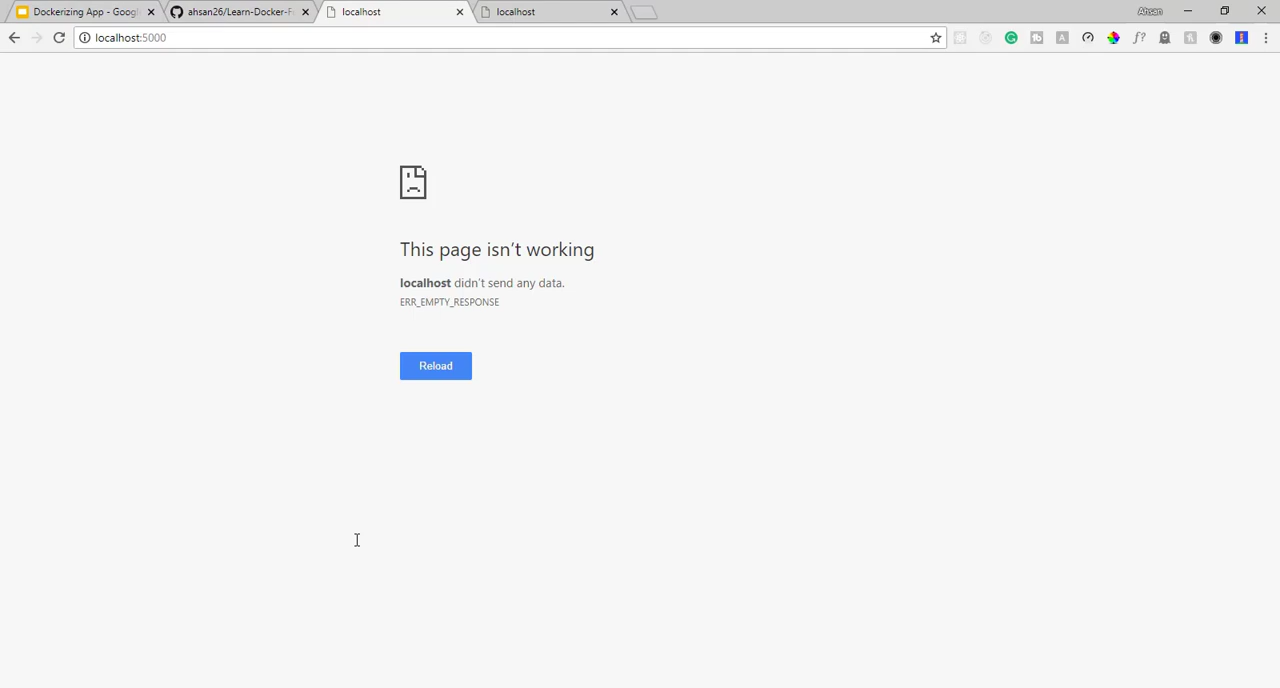 Dockerizing App - Googl
ahsan26/Learn-Docker-F
localhost
localhost
Ahsan
localhost:5000
This page isn't working
localhost didn't send any data.
ERR_EMPTY_RESPONSE
Reload